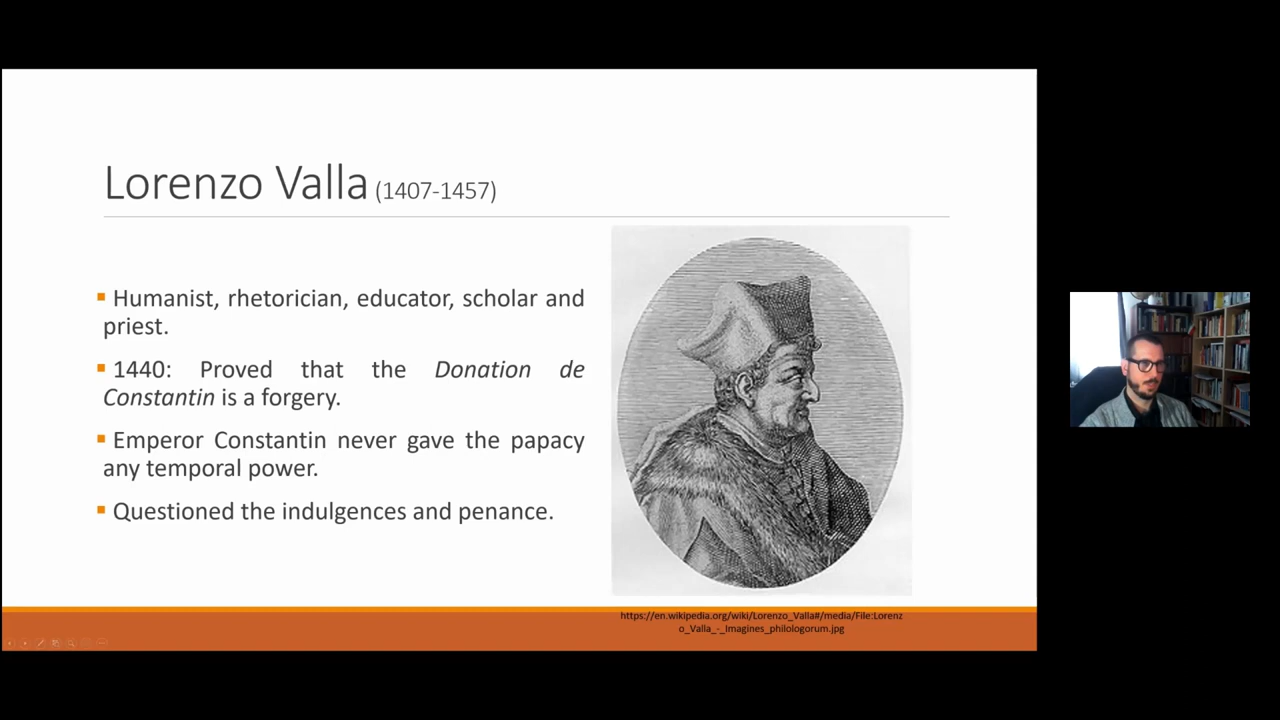 Lorenzo Valla (1407-1457)
▪ Humanist, rhetorician, educator, scholar and
priest.
▪ 1440: Proved that the Donation de
Constantin is a forgery.
▪ Emperor Constantin never gave the papacy
any temporal power.
▪ Questioned the indulgences and penance.
https://en.wikipedia.org/wiki/Lorenzo_Valla#/media/File:Lorenz
o_Valla_-_Imagines_philologorum.jpg